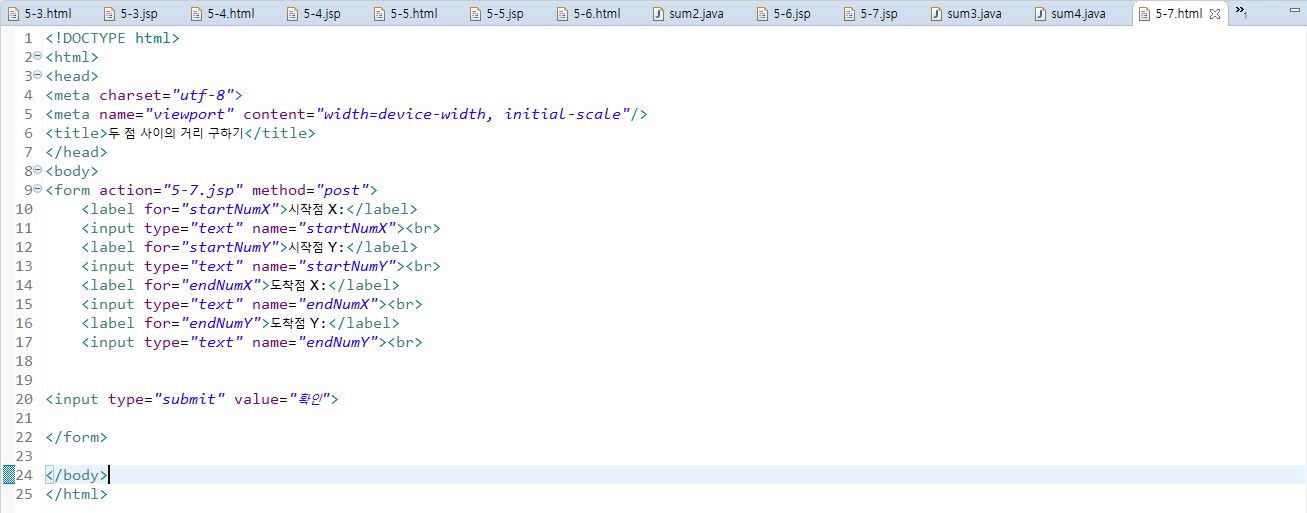 5-3.html 5-3.jsp 5-4.html 5-4.jsp 5-5.html 5-5.jsp 5-6.html sum2.java 5-6.jsp 5-7.jsp sum3.java sum4.java 5-7.html »1
1 <!DOCTYPE html>
2 <html>
3 <head>
4 <meta charset="utf-8">
5 <meta name="viewport" content="width=device-width, initial-scale"/>
6 <title>두 점 사이의 거리 구하기</title>
7 </head>
8 <body>
9 <form action="5-7.jsp" method="post">
10 <label for="startNumX">시작점 X:</label>
11 <input type="text" name="startNumX"><br>
12 <label for="startNumY">시작점 Y:</label>
13 <input type="text" name="startNumY"><br>
14 <label for="endNumX">도착점 X:</label>
15 <input type="text" name="endNumX"><br>
16 <label for="endNumY">도착점 Y:</label>
17 <input type="text" name="endNumY"><br>
18
19
20 <input type="submit" value="확인">
21
22 </form>
23
24 </body>
25 </html>